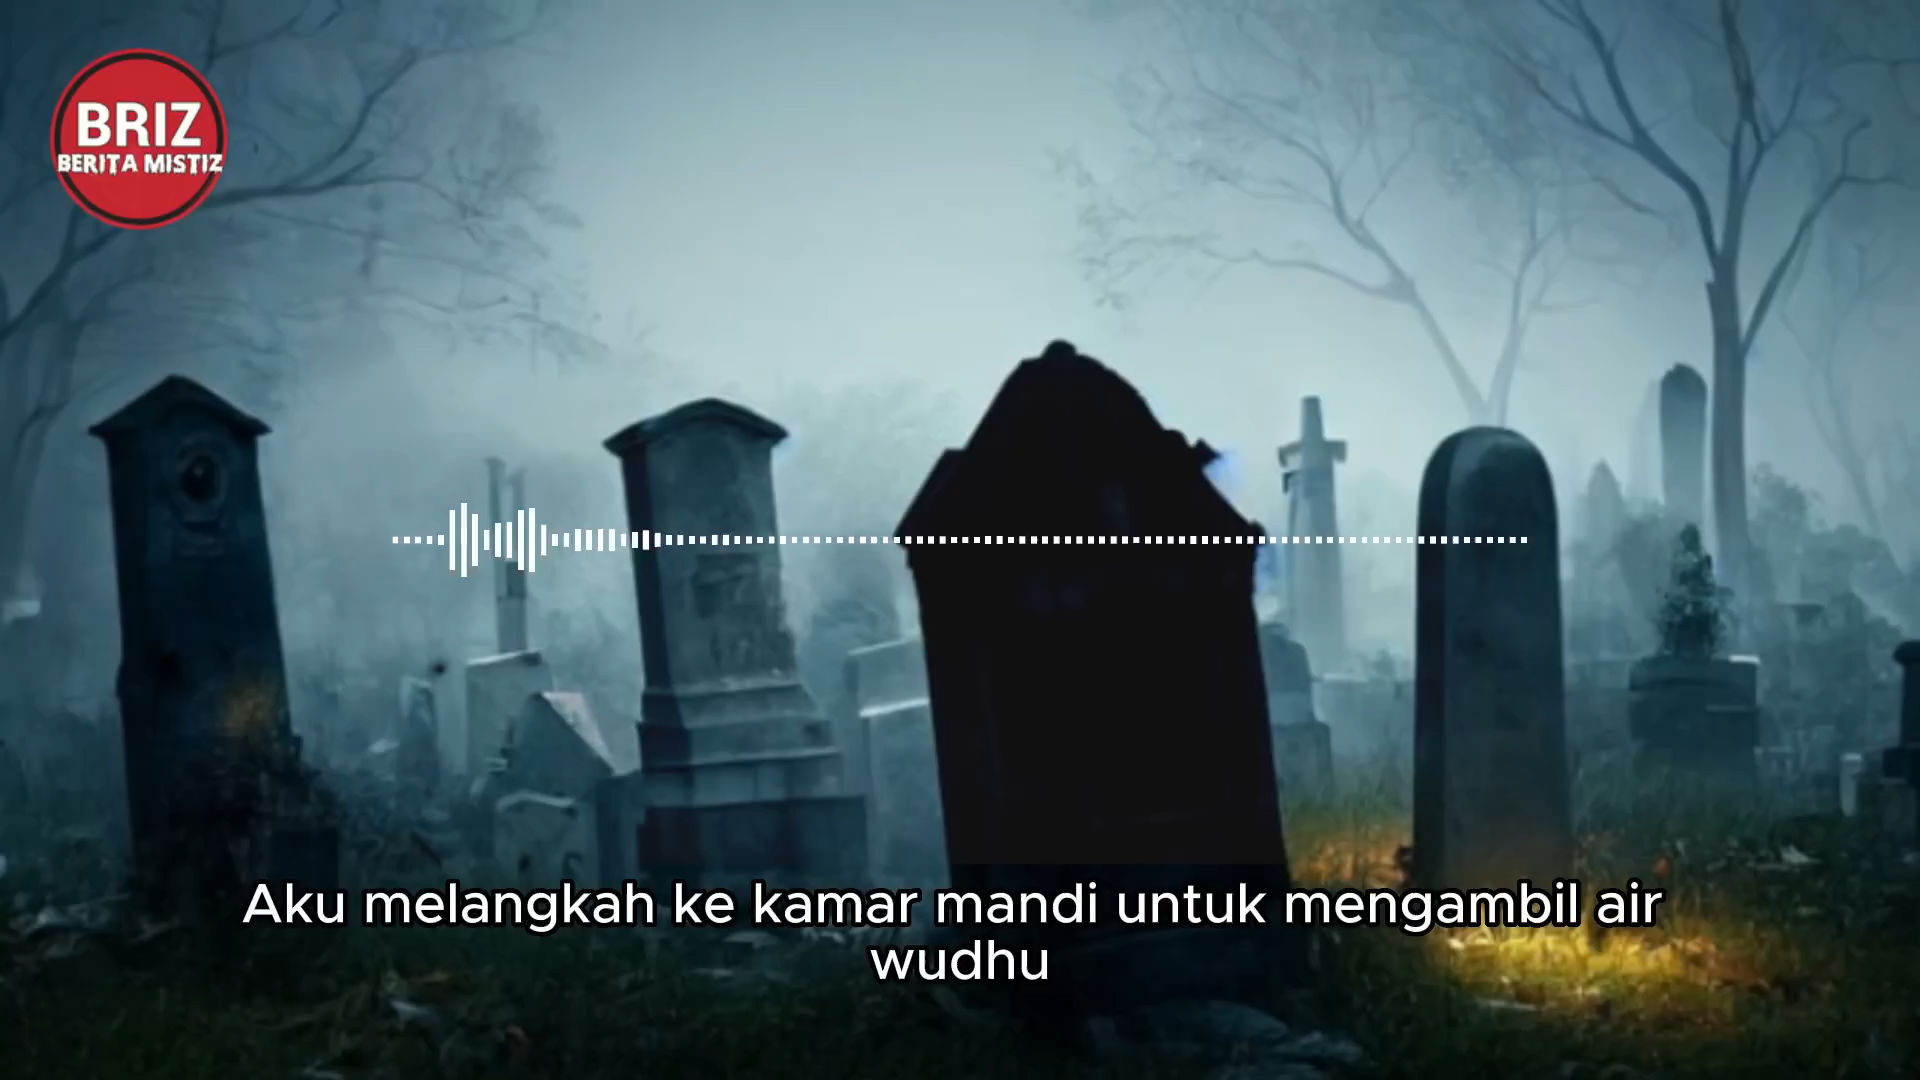 BRIZ
BERITA MISTIZ
Aku melangkah ke kamar mandi untuk mengambil air
wudhu